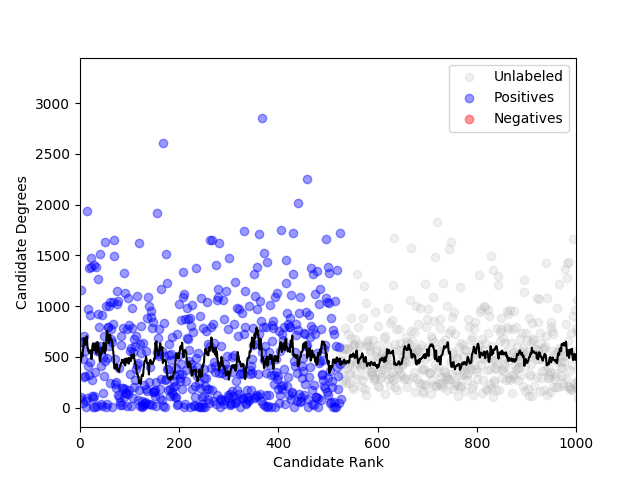 Unlabeled
Positives
Negatives
3000
2500
2000
1500
1000
500
0
Candidate Degrees
0 200 400 600 800 1000
Candidate Rank